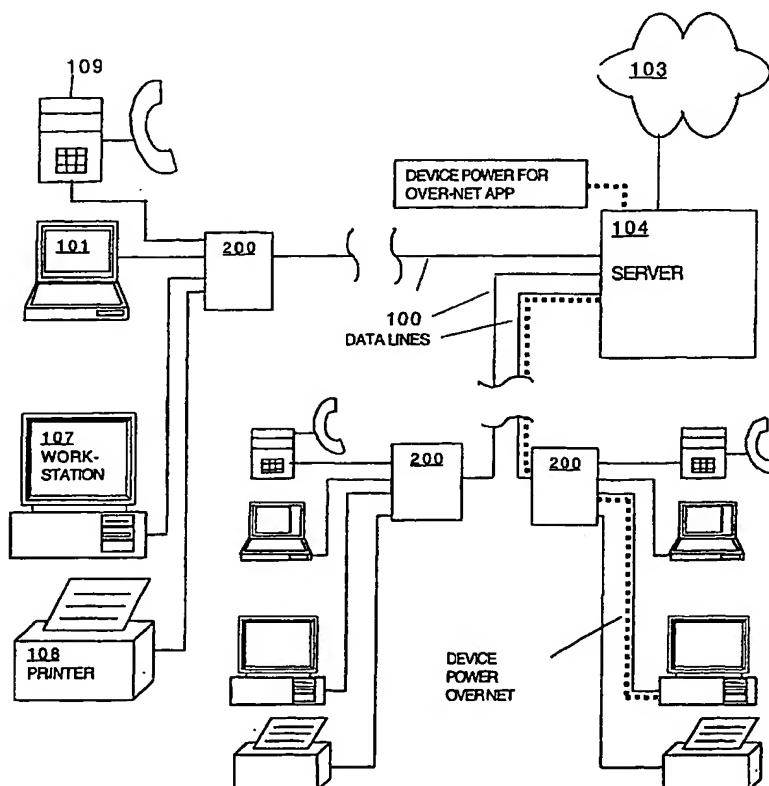 109
103
DEVICE POWER FOR
OVER-NET APP
101
200
104
SERVER
100
DATA LINES
107
WORK-
STATION
200
200
108
PRINTER
DEVICE
POWER
OVER NET